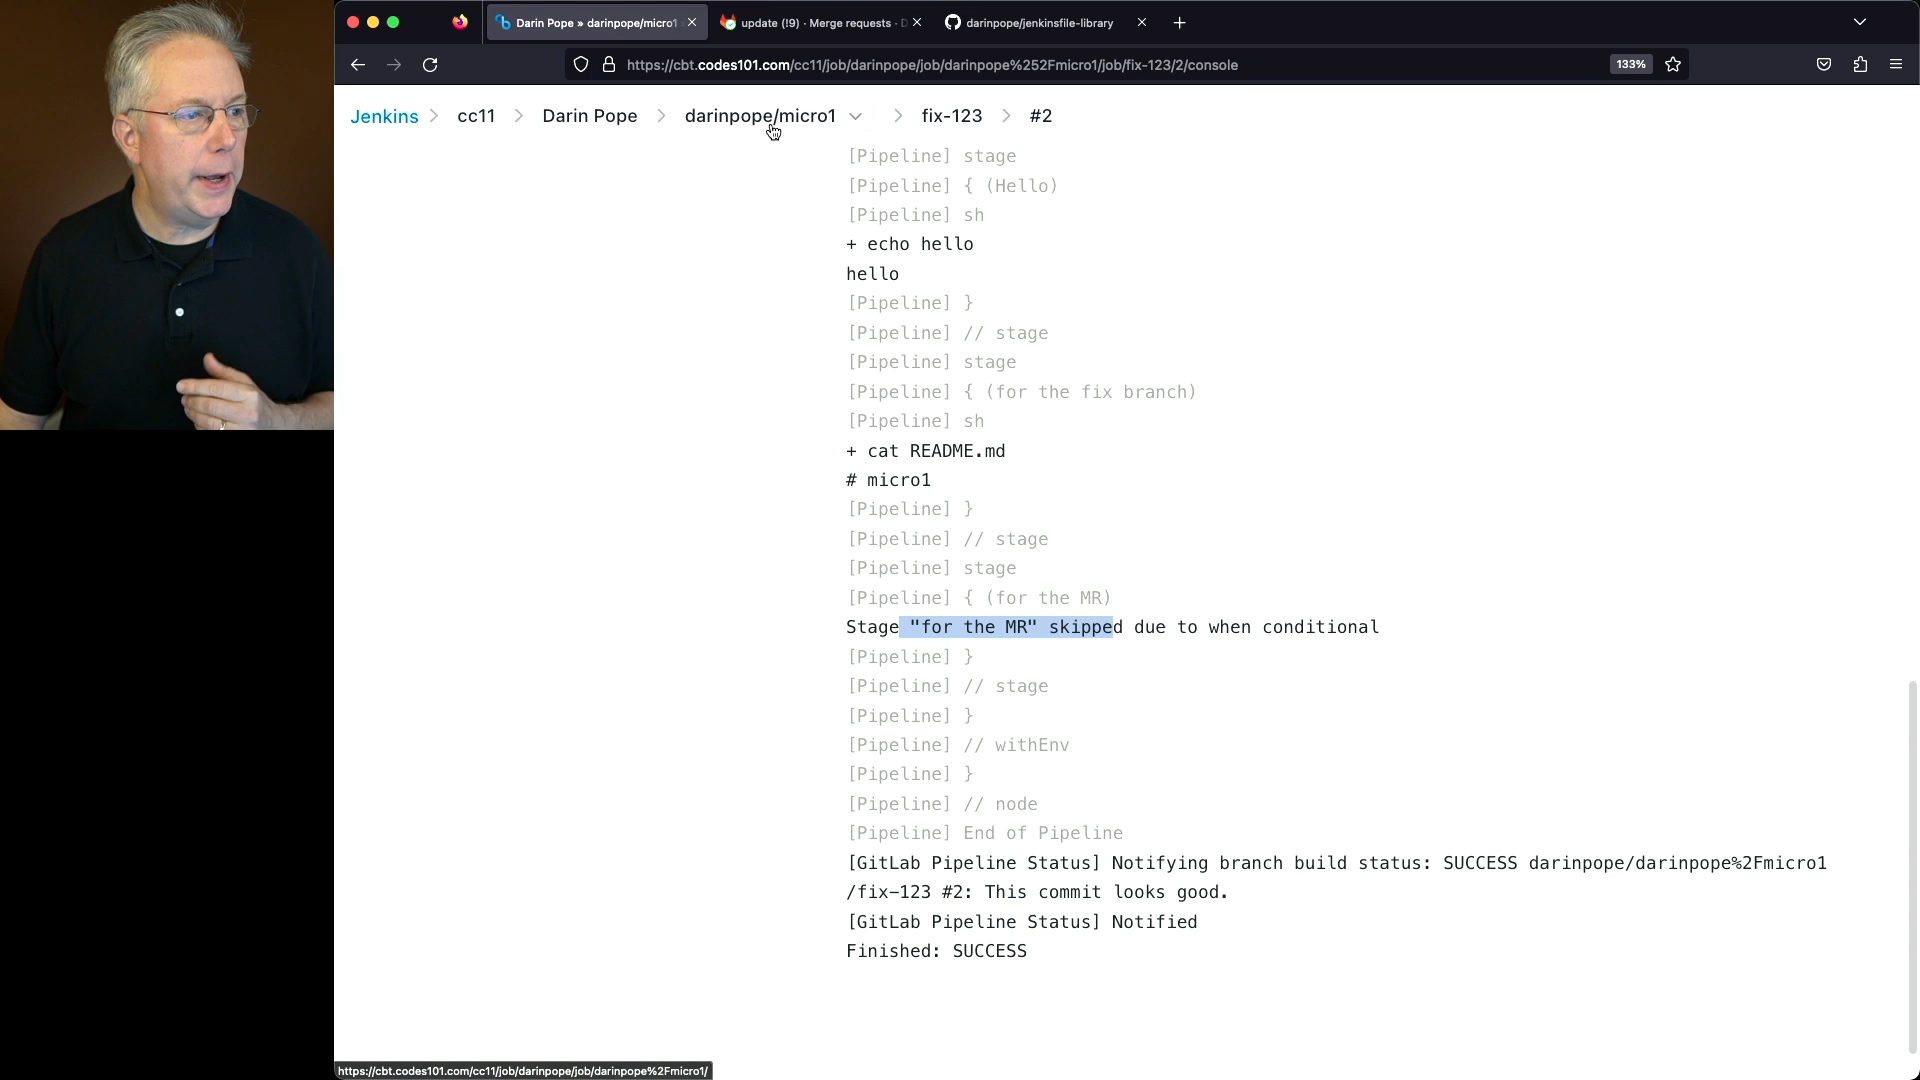 Darin Pope » darinpope/micro1
update (!9) · Merge requests · D
darinpope/jenkinsfile-library
https://cbt.codes101.com/cc11/job/darinpope/job/darinpope%252Fmicro1/job/fix-123/2/console
133%
Jenkins > cc11 > Darin Pope > darinpope/micro1 > fix-123 > #2
[Pipeline] stage
[Pipeline] { (Hello)
[Pipeline] sh
+ echo hello
hello
[Pipeline] }
[Pipeline] // stage
[Pipeline] stage
[Pipeline] { (for the fix branch)
[Pipeline] sh
+ cat README.md
# micro1
[Pipeline] }
[Pipeline] // stage
[Pipeline] stage
[Pipeline] { (for the MR)
Stage "for the MR" skipped due to when conditional
[Pipeline] }
[Pipeline] // stage
[Pipeline] }
[Pipeline] // withEnv
[Pipeline] }
[Pipeline] // node
[Pipeline] End of Pipeline
[GitLab Pipeline Status] Notifying branch build status: SUCCESS darinpope/darinpope%2Fmicro1
/fix-123 #2: This commit looks good.
[GitLab Pipeline Status] Notified
Finished: SUCCESS
https://cbt.codes101.com/cc11/job/darinpope/job/darinpope%2Fmicro1/